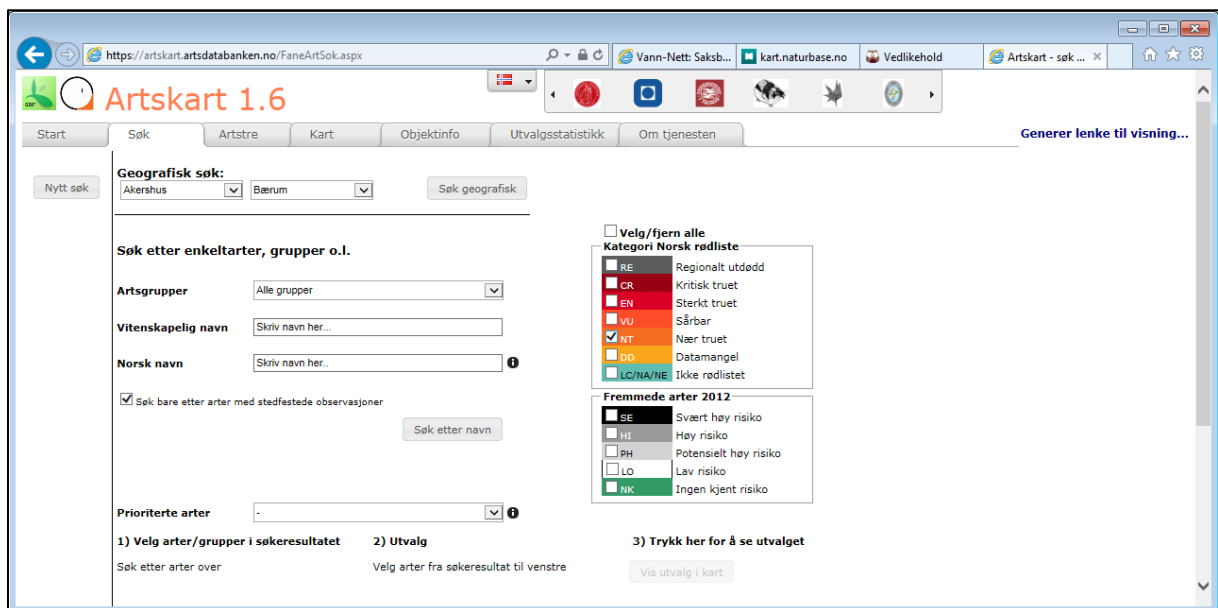 https://artskart.artsdatabanken.no/FaneArtSok.aspx
Vann-Nett: Saksb...
kart.naturbase.no
Vedlikehold
Artskart - søk ...
Artskart 1.6
Start
Søk
Artstre
Kart
Objektinfo
Utvalgsstatistikk
Om tjenesten
Generer lenke til visning...
Nytt søk
Geografisk søk:
Akershus
Bærum
Søk geografisk
Søk etter enkeltarter, grupper o.l.
Artsgrupper
Alle grupper
Vitenskapelig navn
Skriv navn her...
Norsk navn
Skriv navn her..
Søk bare etter arter med stedfestede observasjoner
Søk etter navn
Velg/fjern alle
Kategori Norsk rødliste
RE Regionalt utdødd
CR Kritisk truet
EN Sterkt truet
VU Sårbar
NT Nær truet
DD Datamangel
LC/NA/NE Ikke rødlistet
Fremmede arter 2012
SE Svært høy risiko
HI Høy risiko
PH Potensielt høy risiko
LO Lav risiko
NK Ingen kjent risiko
Prioriterte arter
-
1) Velg arter/grupper i søkeresultatet
2) Utvalg
3) Trykk her for å se utvalget
Søk etter arter over
Velg arter fra søkeresultat til venstre
Vis utvalg i kart